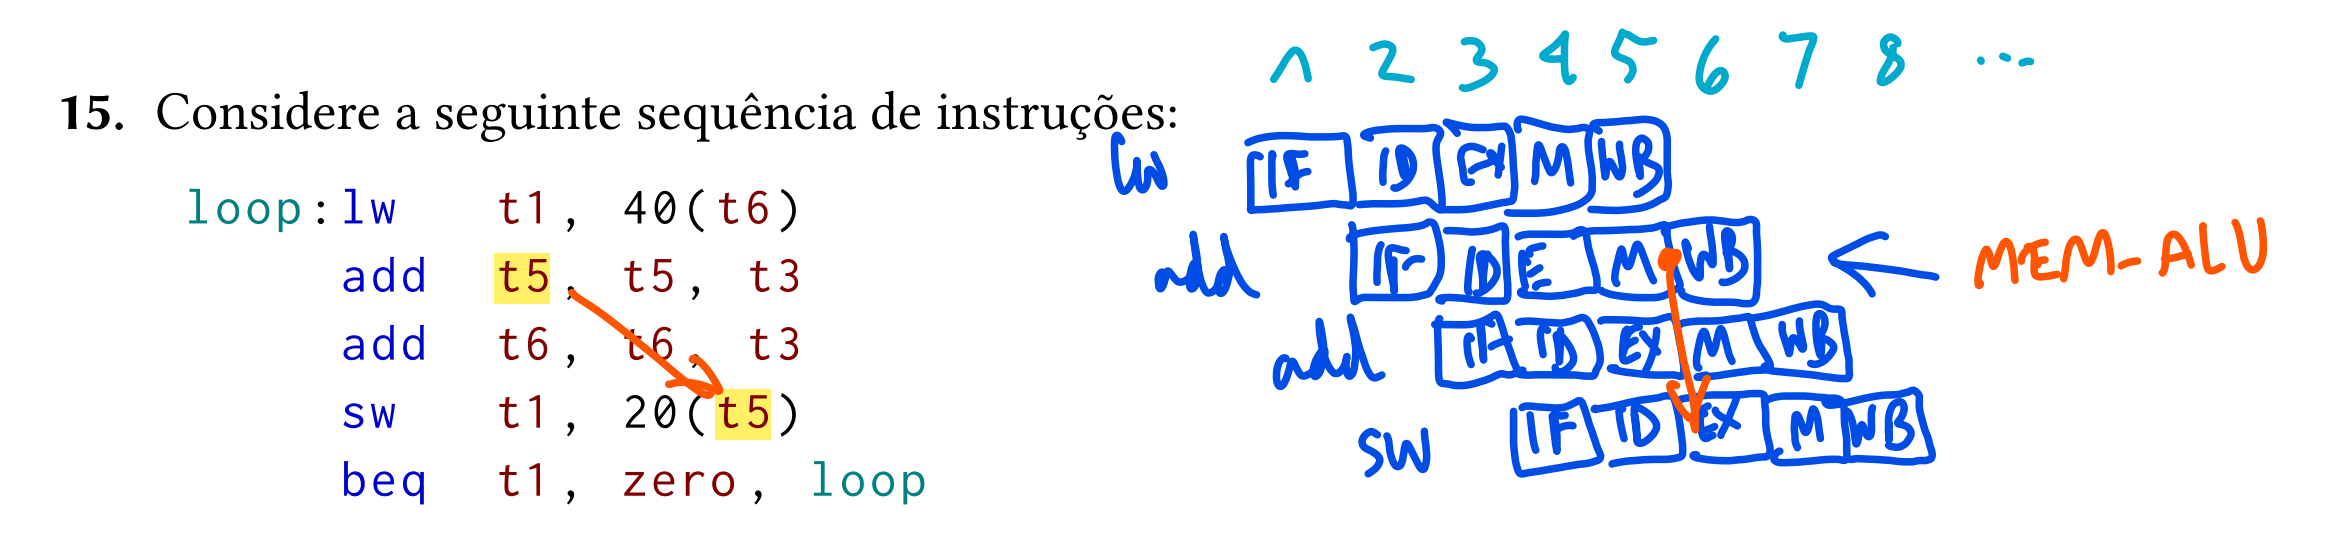 1 2 3 4 5 6 7 8 ...
15. Considere a seguinte sequência de instruções:
lw IF ID EX M WB
loop: lw t1, 40(t6)
add IF ID E M WB ← MEM-ALU
add t5, t5, t3
add IF ID EX M WB
add t6, t6, t3
sw IF ID EX M WB
sw t1, 20(t5)
beq t1, zero, loop